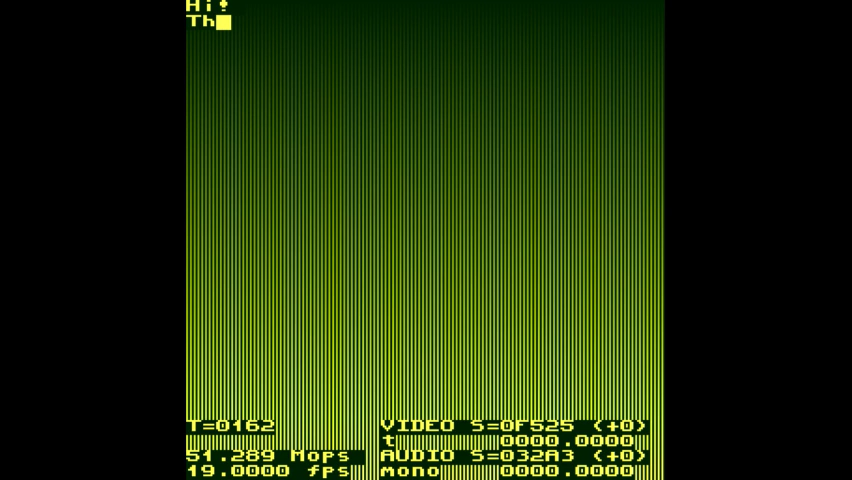 Hi!
Th
T=0162
VIDEO S=0F525 (+0)
t 0000.0000
51.289 Mops
AUDIO S=032A3 (+0)
19.0000 fps
mono 0000.0000